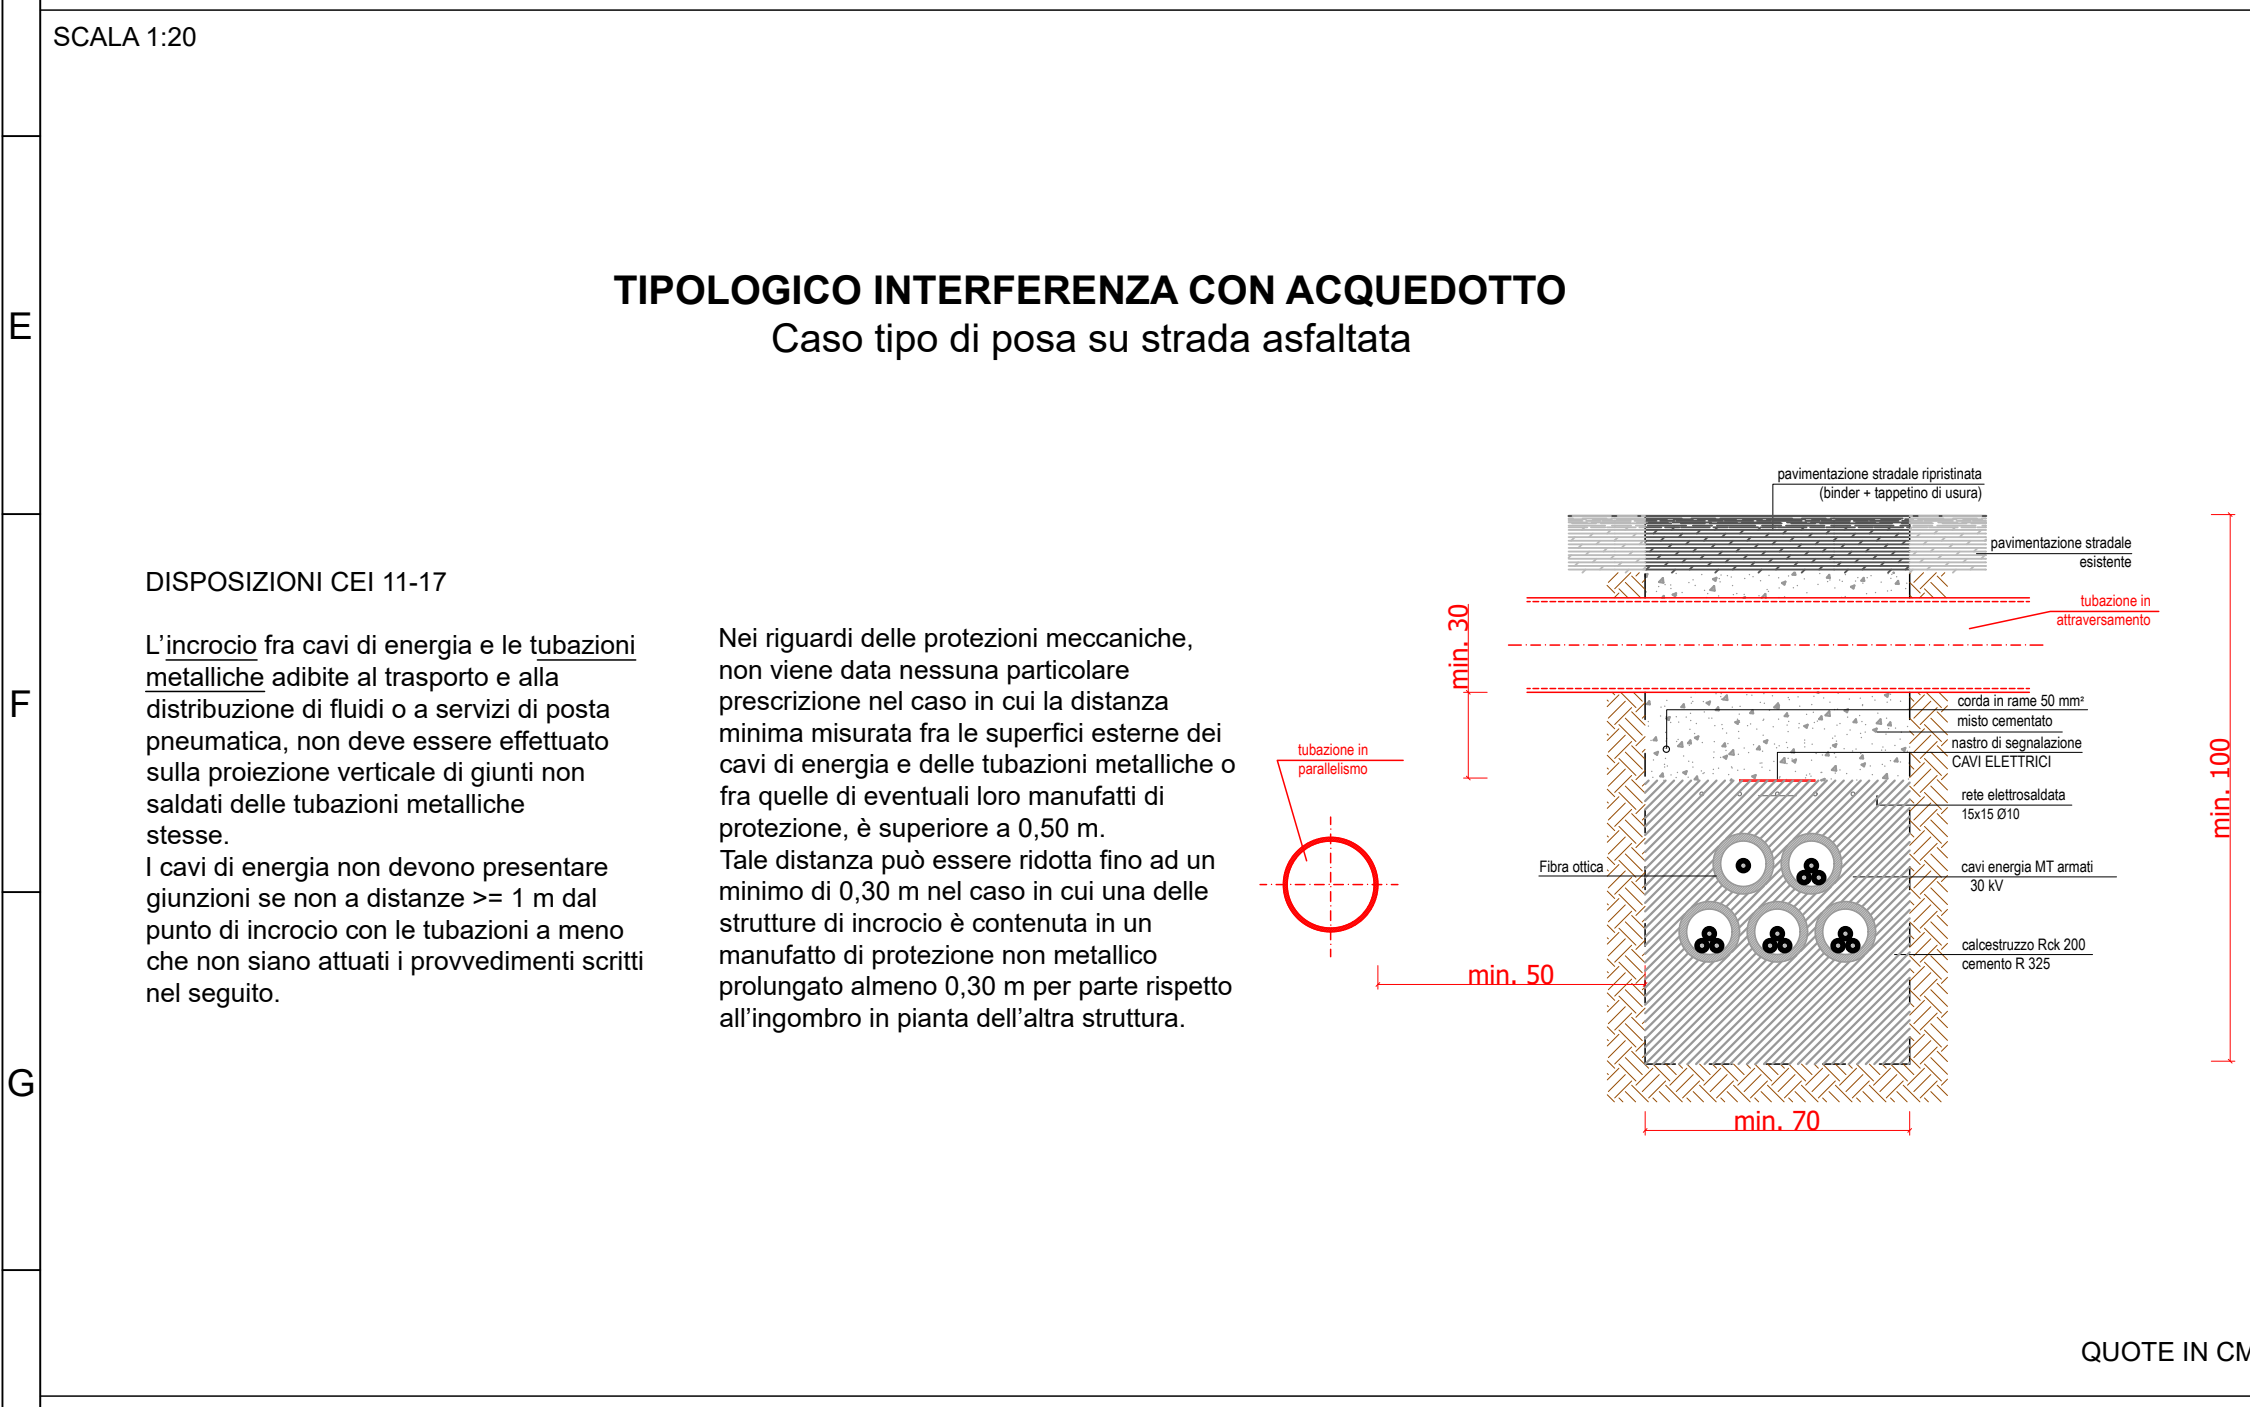 SCALA 1:20
TIPOLOGICO INTERFERENZA CON ACQUEDOTTO
Caso tipo di posa su strada asfaltata
E
F
G
DISPOSIZIONI CEI 11-17
L'incrocio fra cavi di energia e le tubazioni
metalliche adibite al trasporto e alla
distribuzione di fluidi o a servizi di posta
pneumatica, non deve essere effettuato
sulla proiezione verticale di giunti non
saldati delle tubazioni metalliche
stesse.
I cavi di energia non devono presentare
giunzioni se non a distanze >= 1 m dal
punto di incrocio con le tubazioni a meno
che non siano attuati i provvedimenti scritti
nel seguito.
Nei riguardi delle protezioni meccaniche,
non viene data nessuna particolare
prescrizione nel caso in cui la distanza
minima misurata fra le superfici esterne dei
cavi di energia e delle tubazioni metalliche o
fra quelle di eventuali loro manufatti di
protezione, è superiore a 0,50 m.
Tale distanza può essere ridotta fino ad un
minimo di 0,30 m nel caso in cui una delle
strutture di incrocio è contenuta in un
manufatto di protezione non metallico
prolungato almeno 0,30 m per parte rispetto
all'ingombro in pianta dell'altra struttura.
pavimentazione stradale ripristinata
(binder + tappetino di usura)
pavimentazione stradale
esistente
tubazione in
attraversamento
min. 30
corda in rame 50 mm²
misto cementato
nastro di segnalazione
CAVI ELETTRICI
tubazione in
parallelismo
rete elettrosaldata
15x15 Ø10
min. 100
Fibra ottica
cavi energia MT armati
30 kV
calcestruzzo Rck 200
cemento R 325
min. 50
min. 70
QUOTE IN CM